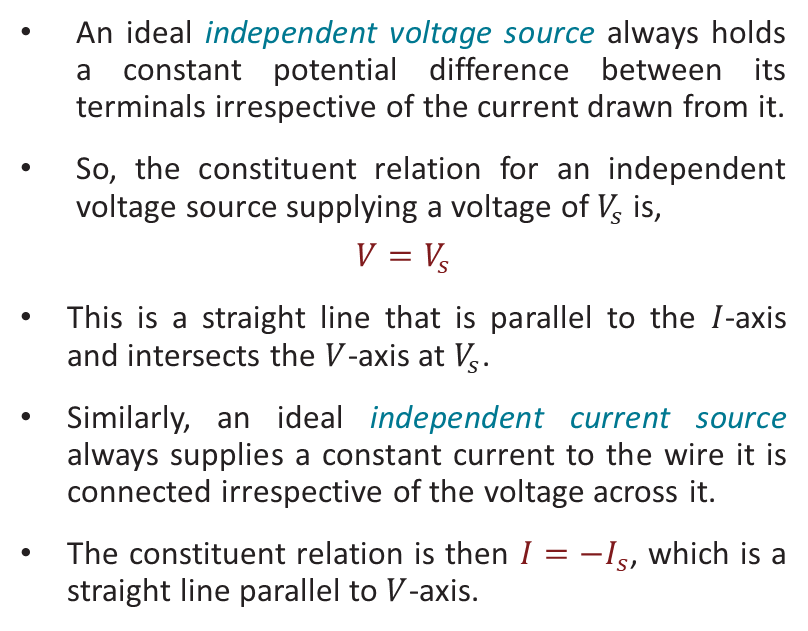 • An ideal independent voltage source always holds
a constant potential difference between its
terminals irrespective of the current drawn from it.
• So, the constituent relation for an independent
voltage source supplying a voltage of Vₛ is,
V = Vₛ
• This is a straight line that is parallel to the I-axis
and intersects the V-axis at Vₛ.
• Similarly, an ideal independent current source
always supplies a constant current to the wire it is
connected irrespective of the voltage across it.
• The constituent relation is then I = −Iₛ, which is a
straight line parallel to V-axis.